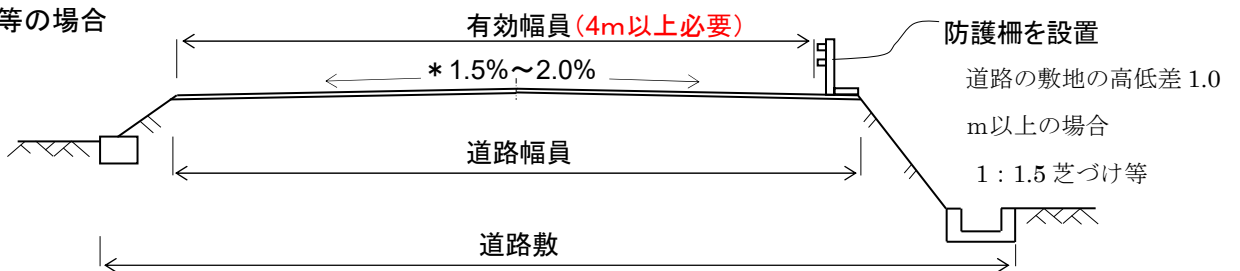 等の場合
有効幅員(4m以上必要)
防護柵を設置
*1.5%~2.0%
道路の敷地の高低差 1.0
m以上の場合
道路幅員
1:1.5 芝づけ等
道路敷